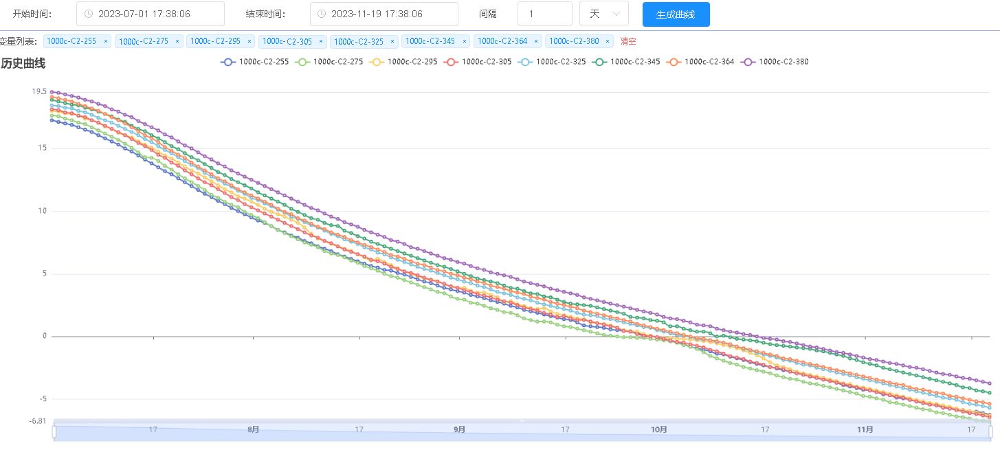 开始时间: 2023-07-01 17:38:06 结束时间: 2023-11-19 17:38:06 间隔 1 天 生成曲线
变量列表: 1000c-C2-255 × 1000c-C2-275 × 1000c-C2-295 × 1000c-C2-305 × 1000c-C2-325 × 1000c-C2-345 × 1000c-C2-364 × 1000c-C2-380 × 清空
历史曲线 1000c-C2-255 1000c-C2-275 1000c-C2-295 1000c-C2-305 1000c-C2-325 1000c-C2-345 1000c-C2-364 1000c-C2-380
19.5
15
10
5
0
-5
-6.81
17 8月 17 9月 17 10月 17 11月 17